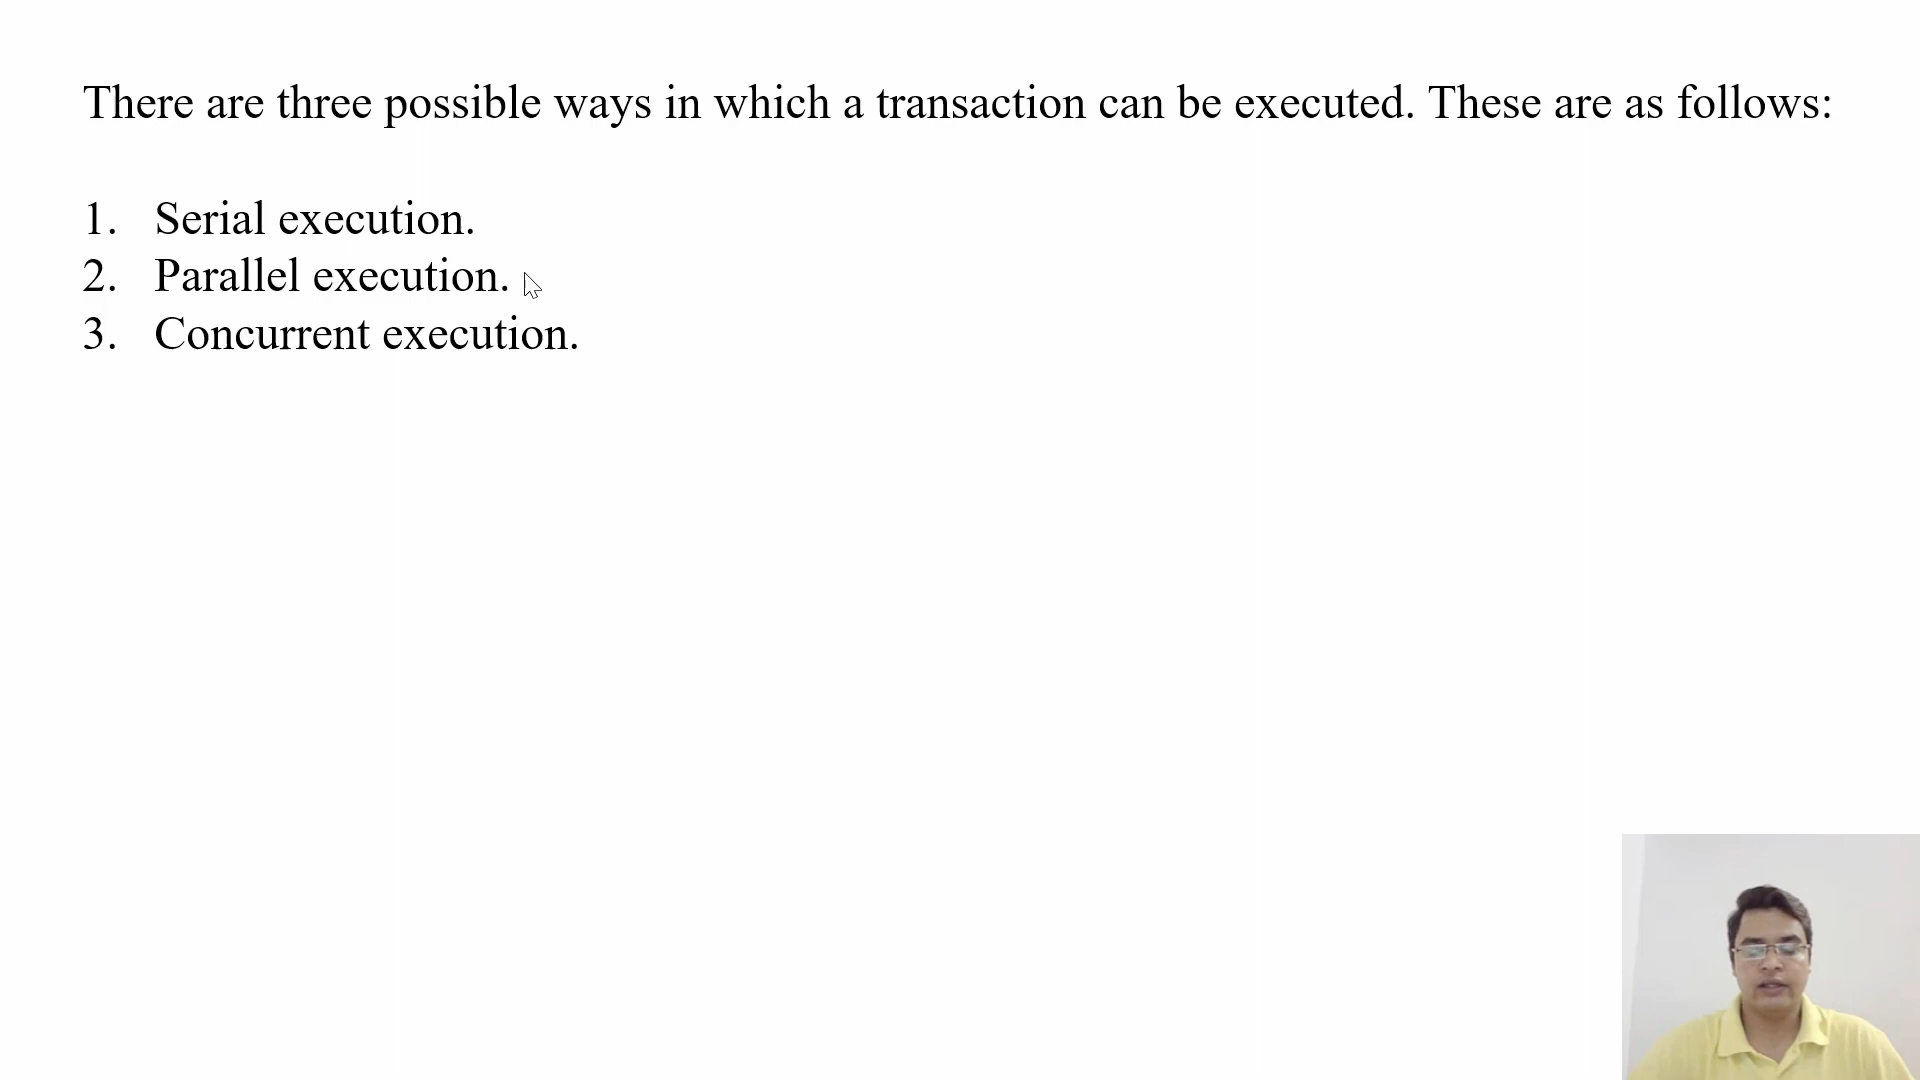 There are three possible ways in which a transaction can be executed. These are as follows:
1. Serial execution.
2. Parallel execution.
3. Concurrent execution.